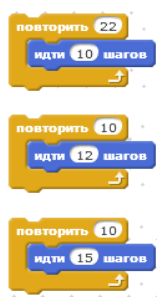 повторить 22
идти 10 шагов
повторить 10
идти 12 шагов
повторить 10
идти 15 шагов